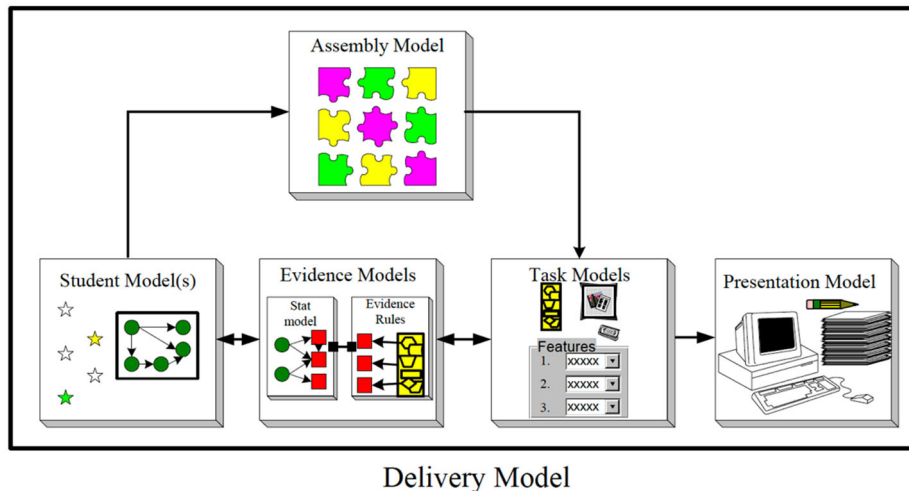 Assembly Model
Student Model(s)
Evidence Models
Stat
model
Evidence
Rules
Task Models
Features
1. xxxxx
2. xxxxx
3. xxxxx
Presentation Model
Delivery Model